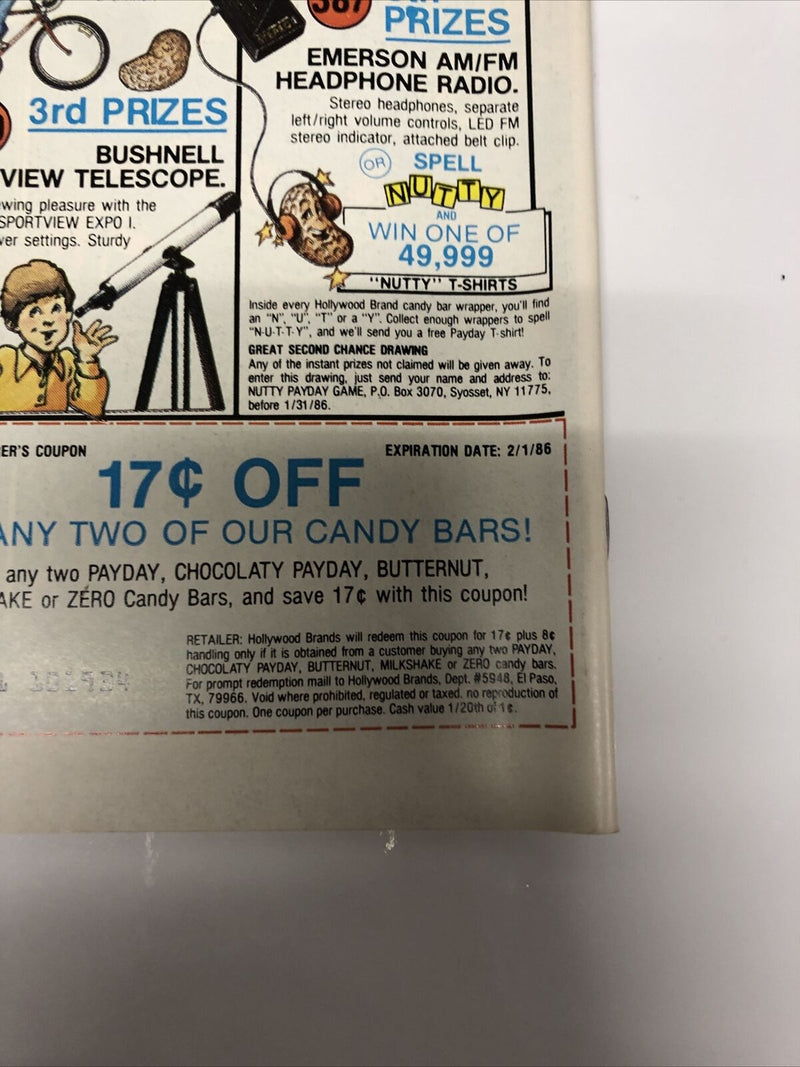 387
PRIZES
EMERSON AM/FM
HEADPHONE RADIO.
Stereo headphones, separate
left/right volume controls, LED FM
stereo indicator, attached belt clip.
OR SPELL
NUTTY
AND
WIN ONE OF
49,999
"NUTTY" T-SHIRTS
Inside every Hollywood Brand candy bar wrapper, you'll find
an "N", "U", "T" or a "Y". Collect enough wrappers to spell
"N-U-T-T-Y", and we'll send you a free Payday T-shirt!
GREAT SECOND CHANCE DRAWING
Any of the instant prizes not claimed will be given away. To
enter this drawing, just send your name and address to:
NUTTY PAYDAY GAME, P.O. Box 3070, Syosset, NY 11775,
before 1/31/86.
3rd PRIZES
BUSHNELL
VIEW TELESCOPE.
wing pleasure with the
SPORTVIEW EXPO I.
ver settings. Sturdy
ER'S COUPON
EXPIRATION DATE: 2/1/86
17¢ OFF
ANY TWO OF OUR CANDY BARS!
any two PAYDAY, CHOCOLATY PAYDAY, BUTTERNUT,
AKE or ZERO Candy Bars, and save 17¢ with this coupon!
RETAILER: Hollywood Brands will redeem this coupon for 17¢ plus 8¢
handling only if it is obtained from a customer buying any two PAYDAY,
CHOCOLATY PAYDAY, BUTTERNUT, MILKSHAKE or ZERO candy bars.
For prompt redemption maill to Hollywood Brands, Dept. #5948, El Paso,
TX, 79966. Void where prohibited, regulated or taxed. no reproduction of
this coupon. One coupon per purchase. Cash value 1/20th of 1¢.